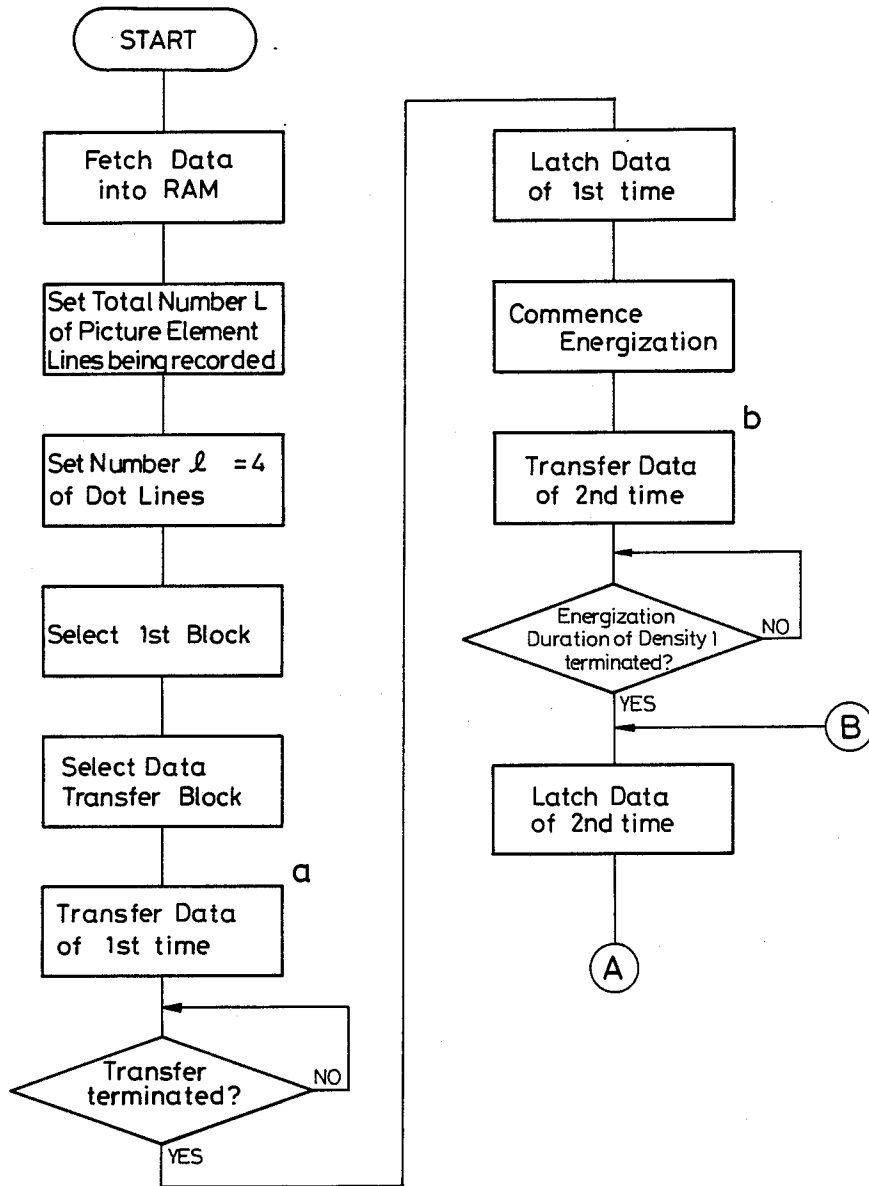 START
Fetch Data
into RAM
Set Total Number L
of Picture Element
Lines being recorded
Set Number ℓ = 4
of Dot Lines
Select 1st Block
Select Data
Transfer Block
a
Transfer Data
of 1st time
Transfer
terminated?
NO
YES
Latch Data
of 1st time
Commence
Energization
b
Transfer Data
of 2nd time
Energization
Duration of Density 1
terminated?
NO
YES
B
Latch Data
of 2nd time
A